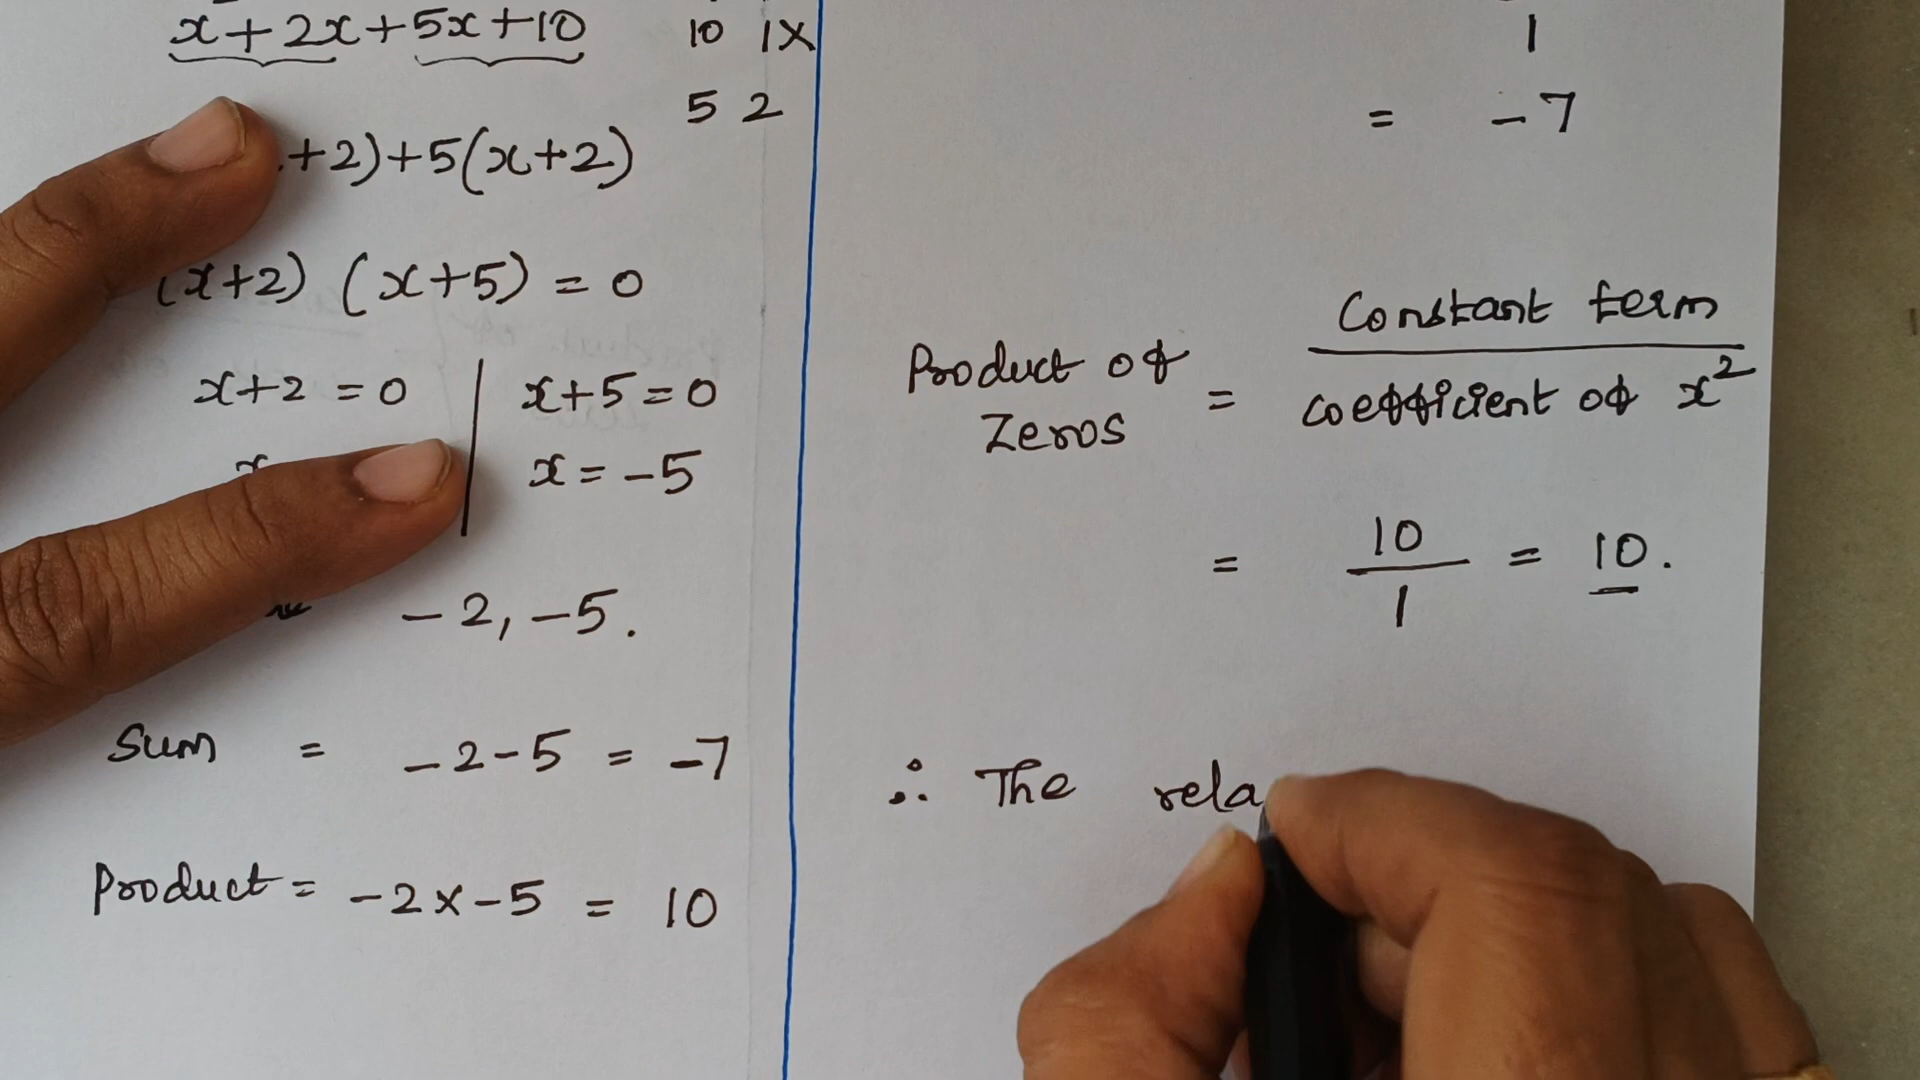 x + 2x + 5x + 10
10 1 X
5 2
+2) + 5(x+2)
(x+2) (x+5) = 0
x+2 = 0 x+5 = 0
x x = -5
-2, -5.
Sum = -2-5 = -7
Product = -2x-5 = 10
1
= -7
Product of Zeros = Constant term / coefficient of x²
= 10/1 = 10.
∴ The rela